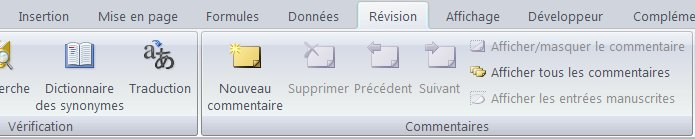 Insertion Mise en page Formules Données Révision Affichage Développeur Compléme
erche Dictionnaire des synonymes Traduction
Nouveau commentaire Supprimer Précédent Suivant
Afficher/masquer le commentaire
Afficher tous les commentaires
Afficher les entrées manuscrites
Vérification Commentaires